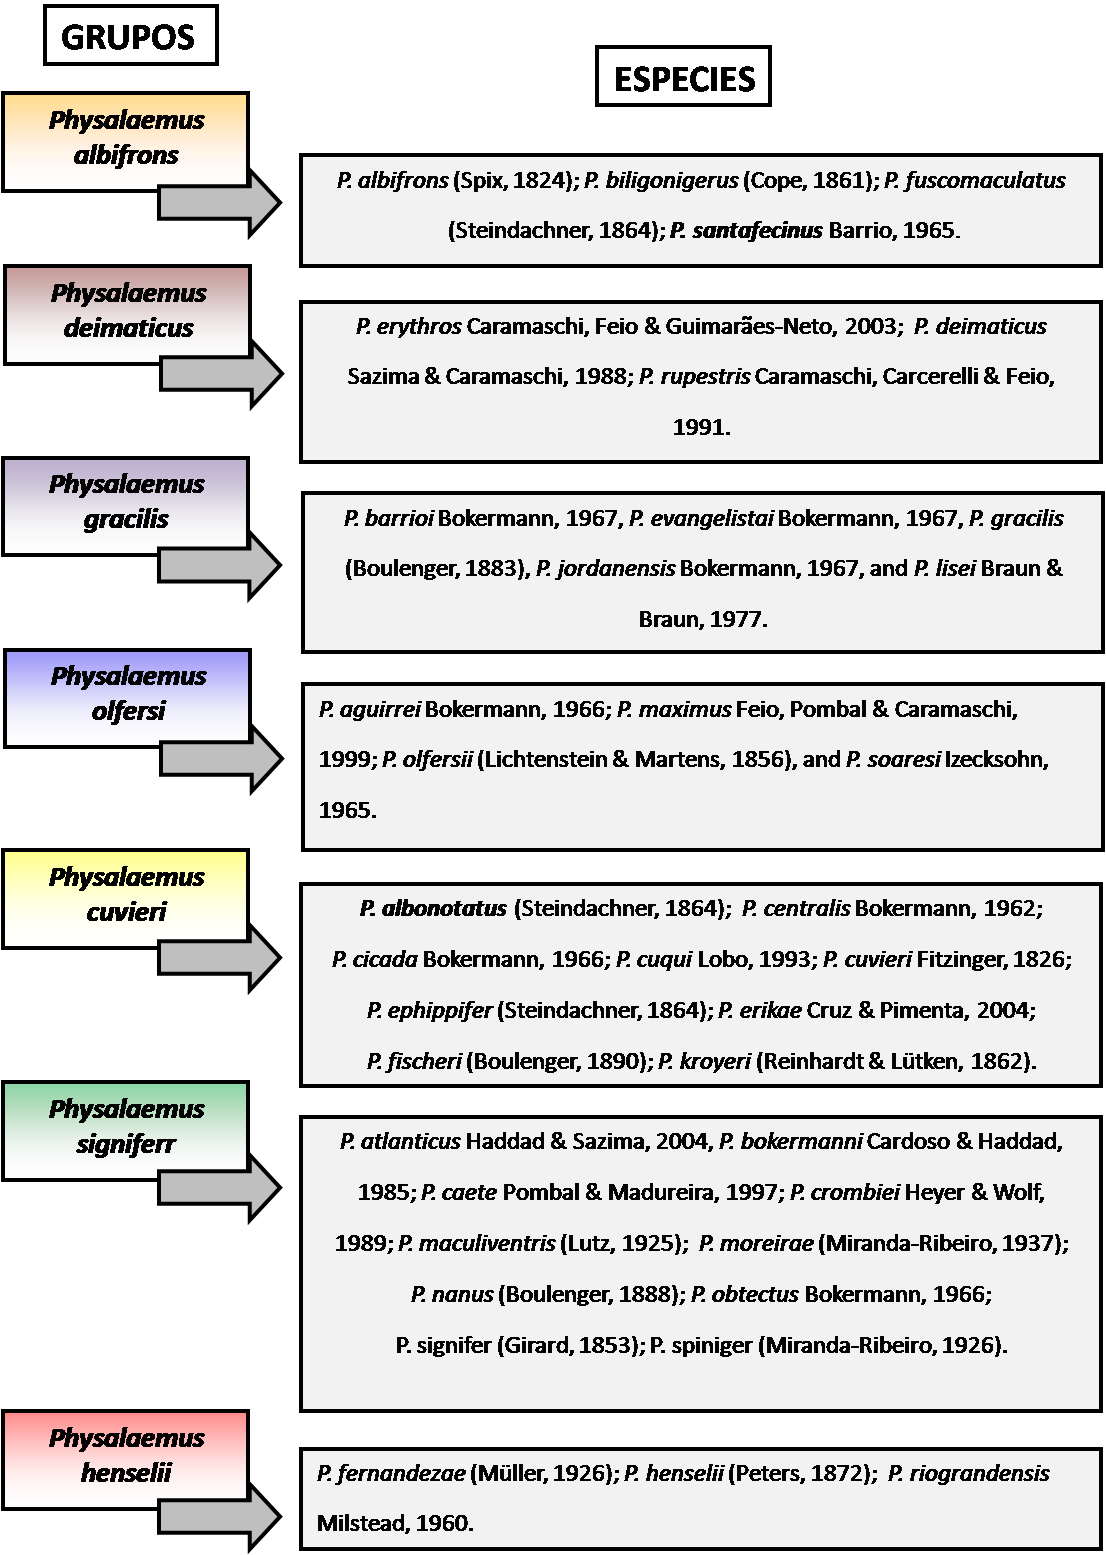 GRUPOS
ESPECIES
Physalaemus
albifrons
P. albifrons (Spix, 1824); P. biligonigerus (Cope, 1861); P. fuscomaculatus
(Steindachner, 1864); P. santafecinus Barrio, 1965.
Physalaemus
deimaticus
P. erythros Caramaschi, Feio & Guimarães-Neto, 2003; P. deimaticus
Sazima & Caramaschi, 1988; P. rupestris Caramaschi, Carcerelli & Feio,
1991.
Physalaemus
gracilis
P. barrioi Bokermann, 1967, P. evangelistai Bokermann, 1967, P. gracilis
(Boulenger, 1883), P. jordanensis Bokermann, 1967, and P. lisei Braun &
Braun, 1977.
Physalaemus
olfersi
P. aguirrei Bokermann, 1966; P. maximus Feio, Pombal & Caramaschi,
1999; P. olfersii (Lichtenstein & Martens, 1856), and P. soaresi Izecksohn,
1965.
Physalaemus
cuvieri
P. albonotatus (Steindachner, 1864); P. centralis Bokermann, 1962;
P. cicada Bokermann, 1966; P. cuqui Lobo, 1993; P. cuvieri Fitzinger, 1826;
P. ephippifer (Steindachner, 1864); P. erikae Cruz & Pimenta, 2004;
P. fischeri (Boulenger, 1890); P. kroyeri (Reinhardt & Lütken, 1862).
Physalaemus
signiferr
P. atlanticus Haddad & Sazima, 2004, P. bokermanni Cardoso & Haddad,
1985; P. caete Pombal & Madureira, 1997; P. crombiei Heyer & Wolf,
1989; P. maculiventris (Lutz, 1925); P. moreirae (Miranda-Ribeiro, 1937);
P. nanus (Boulenger, 1888); P. obtectus Bokermann, 1966;
P. signifer (Girard, 1853); P. spiniger (Miranda-Ribeiro, 1926).
Physalaemus
henselii
P. fernandezae (Müller, 1926); P. henselii (Peters, 1872); P. riograndensis
Milstead, 1960.